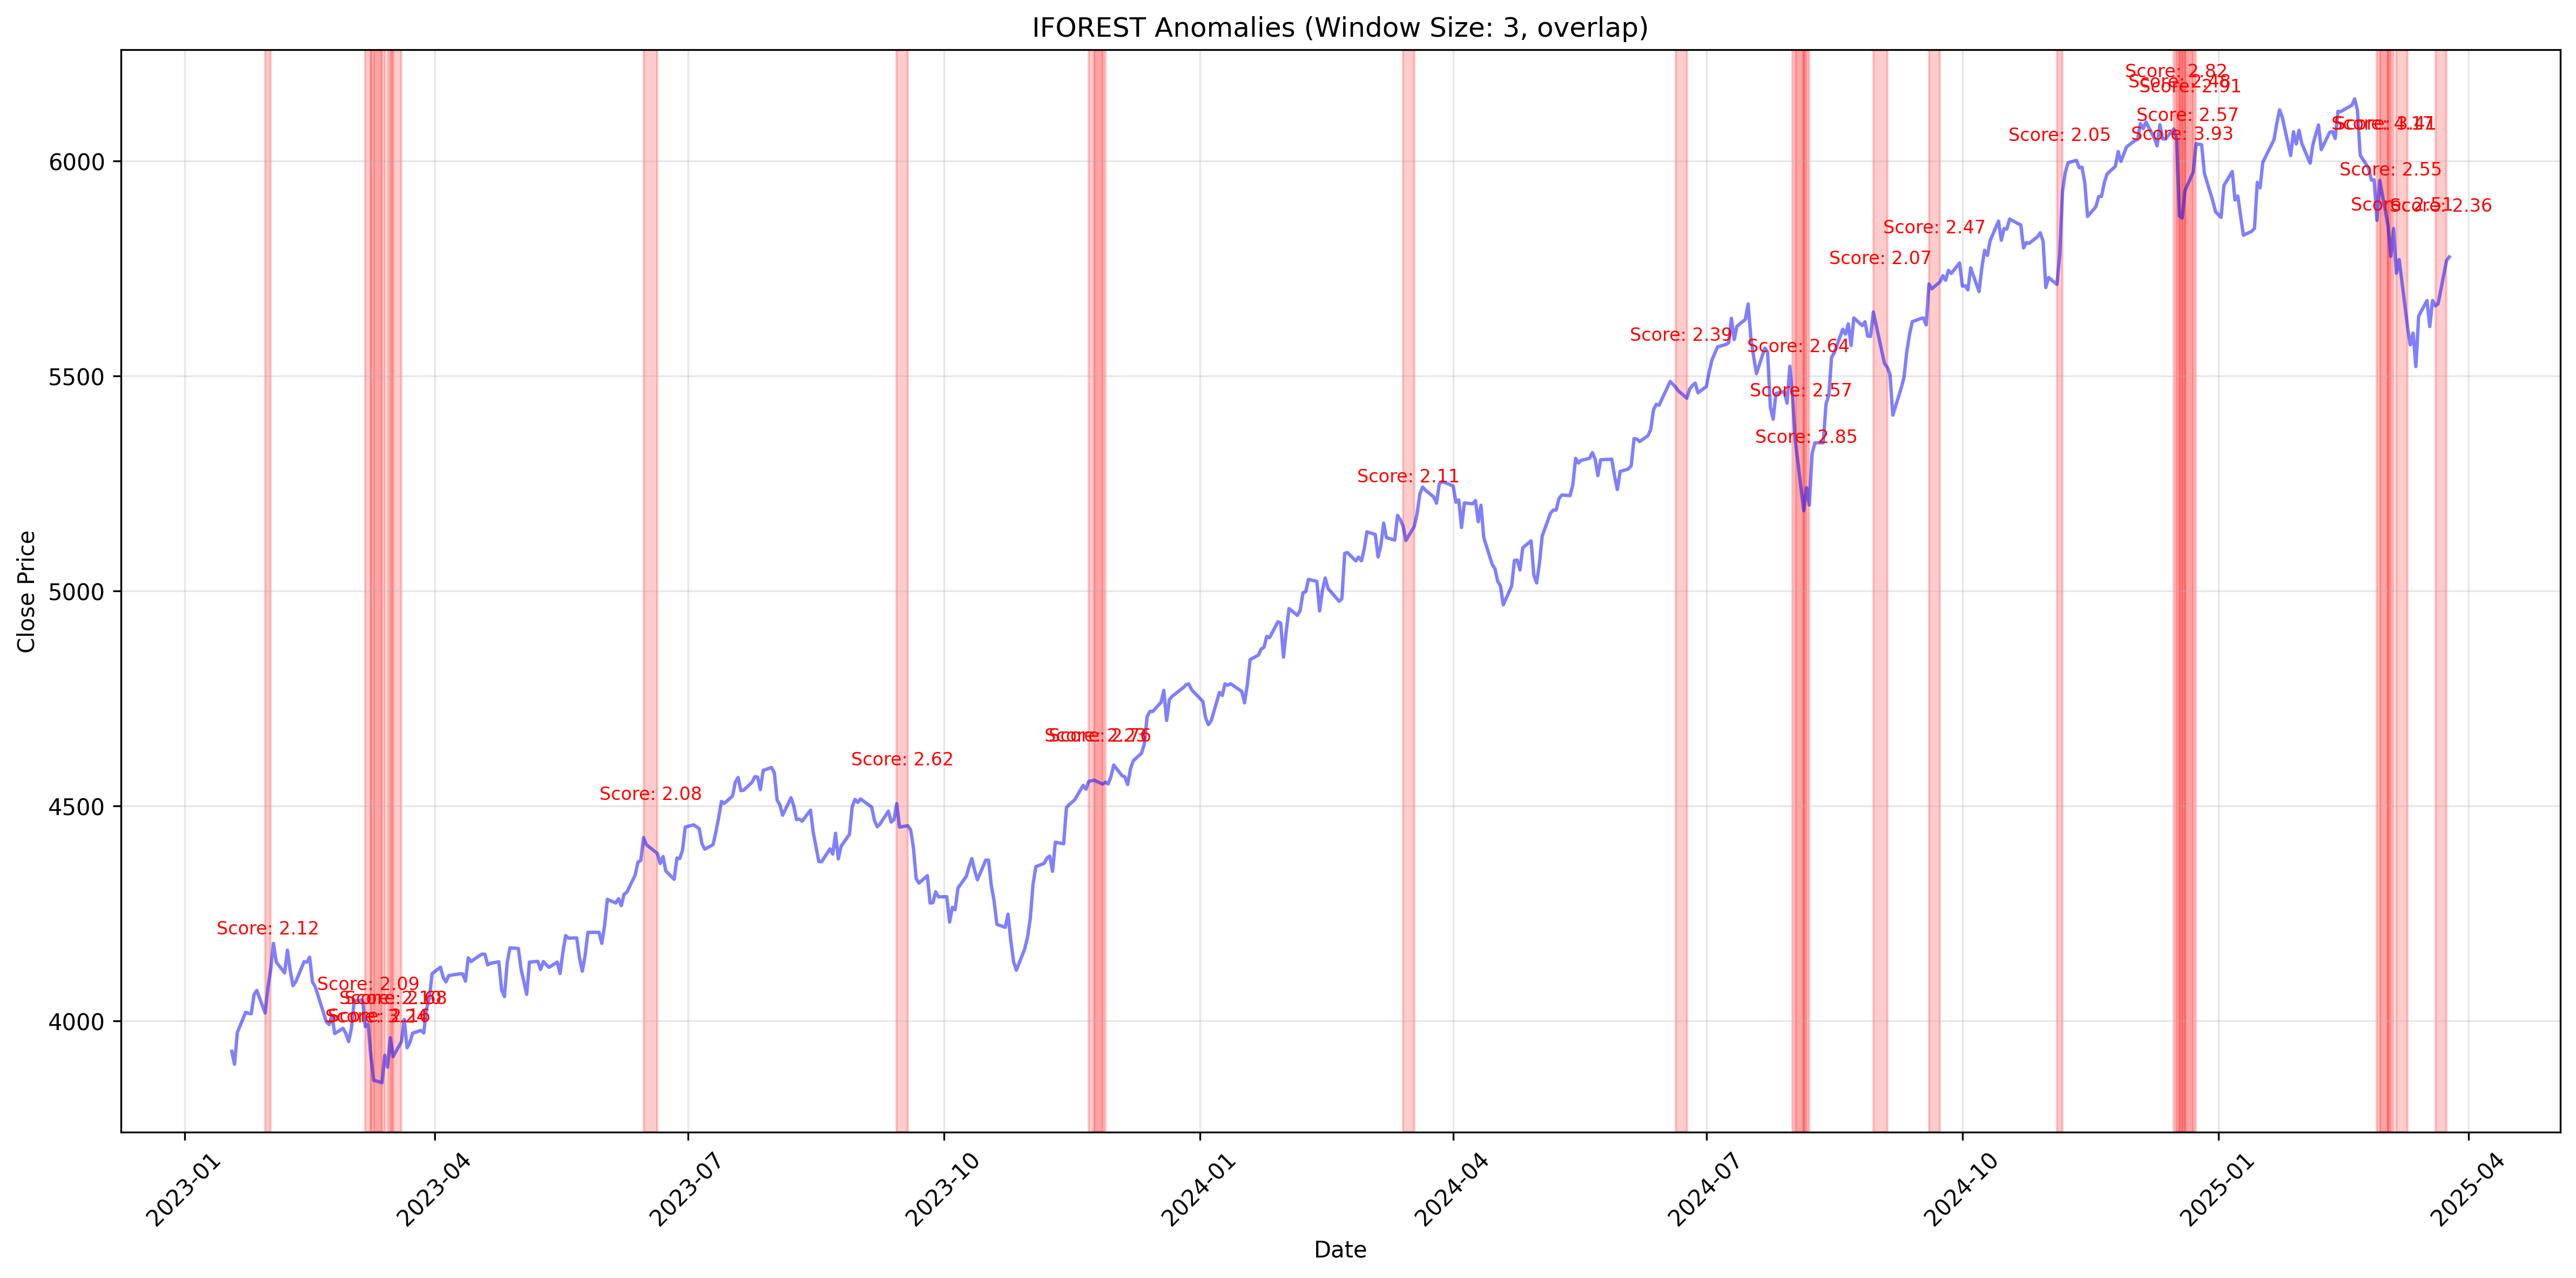 IFOREST Anomalies (Window Size: 3, overlap)
Close Price
6000
5500
5000
4500
4000
Score: 2.12
Score: 2.09
Score: 2.08
Score: 2.62
Score: 2.11
Score: 2.39
Score: 2.64
Score: 2.57
Score: 2.85
Score: 2.07
Score: 2.47
Score: 2.05
Score: 2.82
Score: 2.57
Score: 3.93
Score: 2.55
Score: 2.36
2023-01
2023-04
2023-07
2023-10
2024-01
2024-04
2024-07
2024-10
2025-01
2025-04
Date